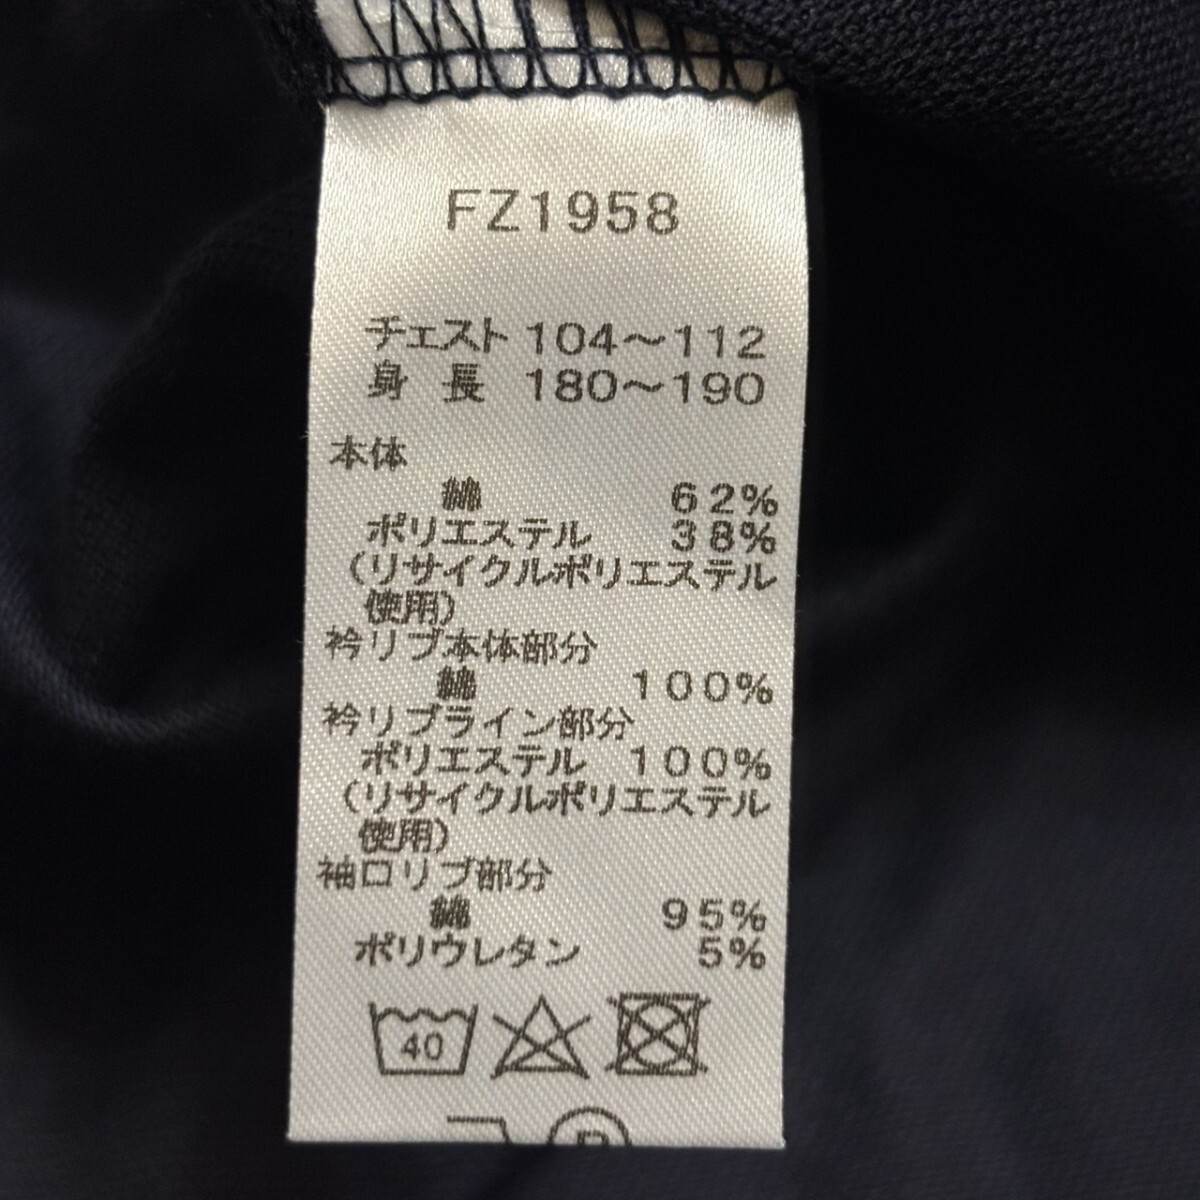 FZ1958
チェスト 104～112
身 長 180～190
本体
綿 62%
ポリエステル 38%
(リサイクルポリエステル
使用)
衿リブ本体部分
綿 100%
衿リブライン部分
ポリエステル 100%
(リサイクルポリエステル
使用)
袖口リブ部分
綿 95%
ポリウレタン 5%
40